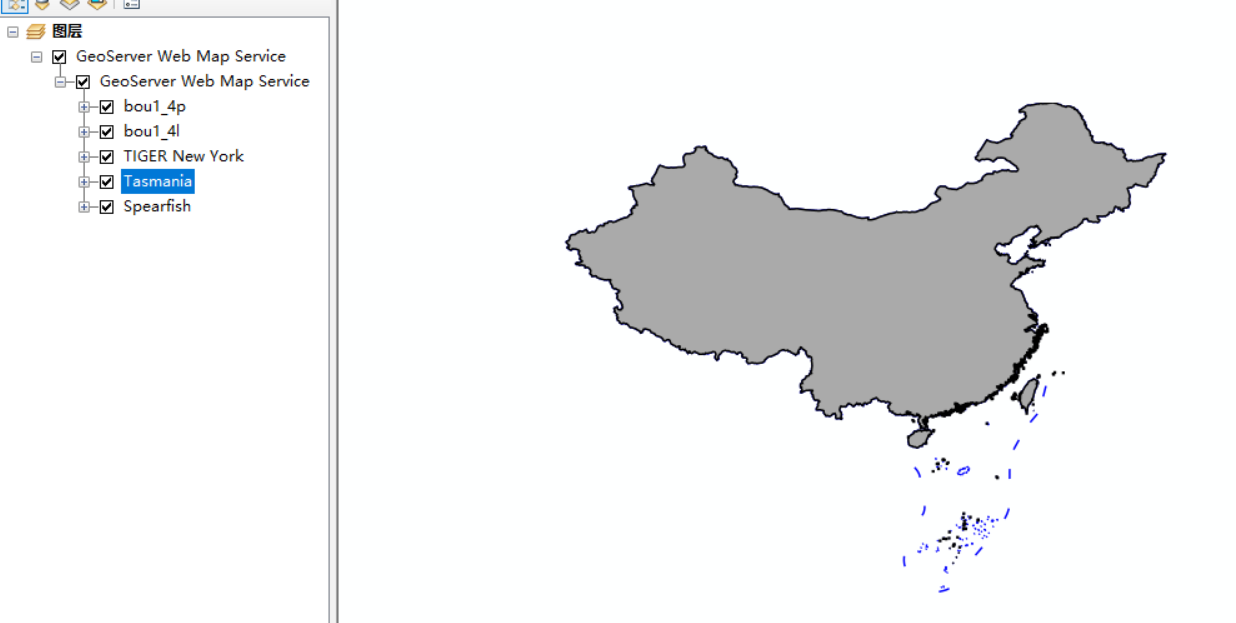 图层
GeoServer Web Map Service
GeoServer Web Map Service
bou1_4p
bou1_4l
TIGER New York
Tasmania
Spearfish